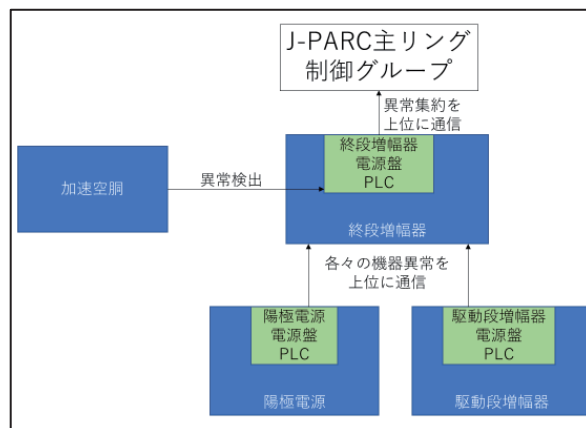 J-PARC主リング
制御グループ
異常集約を
上位に通信
終段増幅器
電源盤
PLC
加速空胴
異常検出
終段増幅器
各々の機器異常を
上位に通信
陽極電源
電源盤
PLC
陽極電源
駆動段増幅器
電源盤
PLC
駆動段増幅器